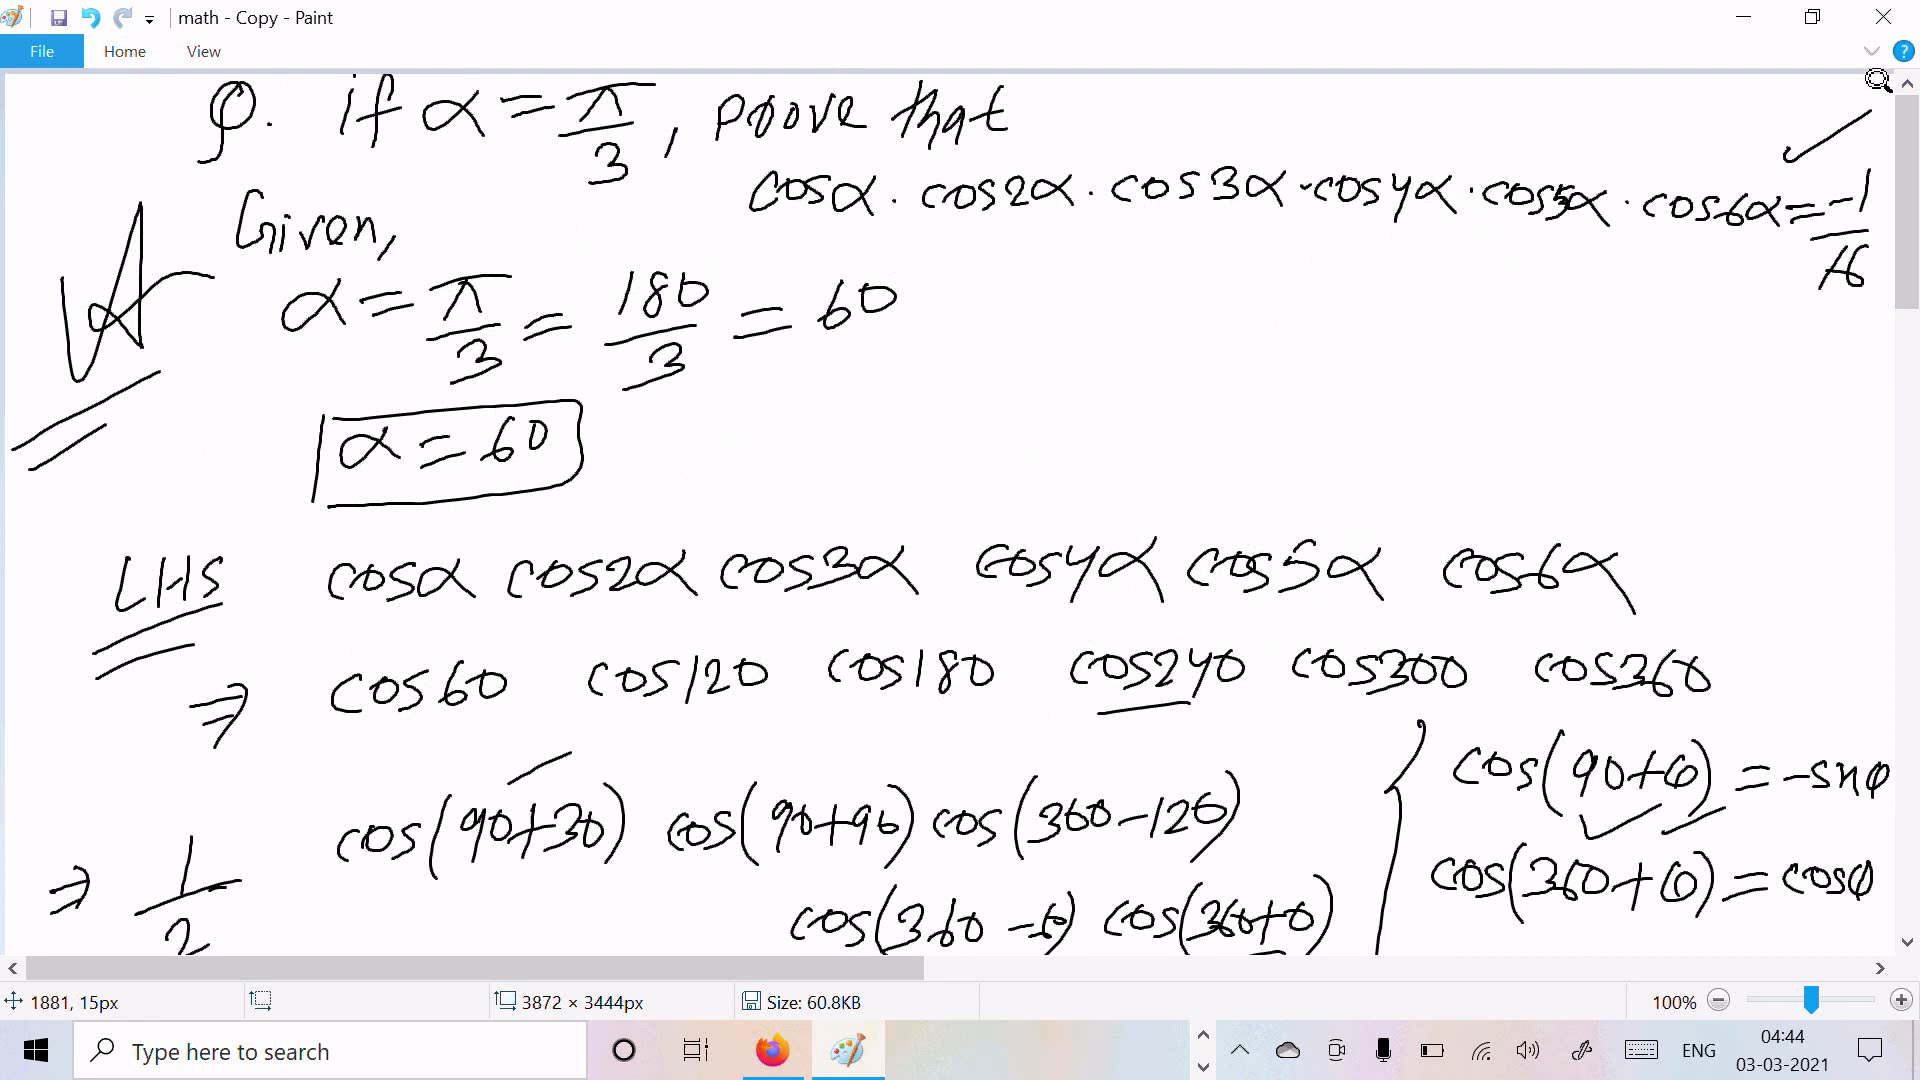 math - Copy - Paint
File Home View
Q. if α = π/3, prove that
cosα . cos2α . cos3α . cos4α . cos5α . cos6α = -1/16
Given,
α = π/3 = 180/3 = 60
α = 60
LHS cosα cos2α cos3α cos4α cos5α cos6α
⇒ cos60 cos120 cos180 cos240 cos300 cos360
cos(90+θ) = -sinθ
⇒ 1/2 cos(90+30) cos(90+90) cos(360-120)
cos(360+θ) = cosθ
cos(360-60) cos(360+0)
1881, 15px 3872 × 3444px Size: 60.8KB 100%
Type here to search ENG 04:44
03-03-2021